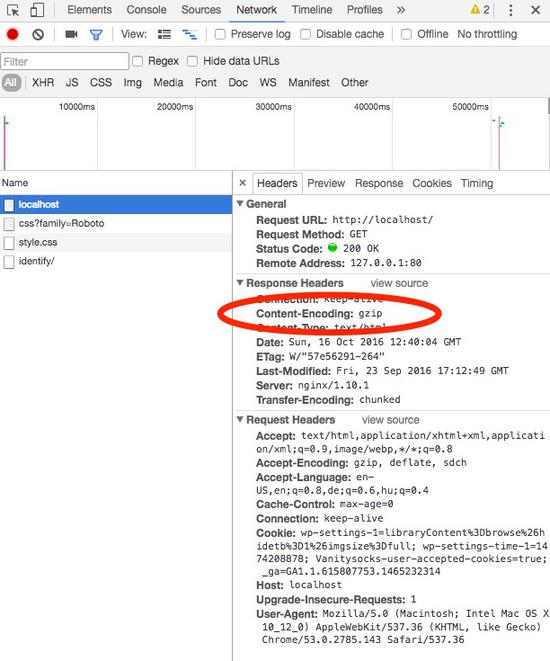 Elements Console Sources Network Timeline Profiles » 2
View: Preserve log Disable cache Offline No throttling
Filter Regex Hide data URLs
All XHR JS CSS Img Media Font Doc WS Manifest Other
10000ms 20000ms 30000ms 40000ms 50000ms
Name
localhost
css?family=Roboto
style.css
identify/
× Headers Preview Response Cookies Timing
General
Request URL: http://localhost/
Request Method: GET
Status Code: 200 OK
Remote Address: 127.0.0.1:80
Response Headers view source
Connection: keep-alive
Content-Encoding: gzip
Content-Type: text/html
Date: Sun, 16 Oct 2016 12:40:04 GMT
ETag: W/"57e56291-264"
Last-Modified: Fri, 23 Sep 2016 17:12:49 GMT
Server: nginx/1.10.1
Transfer-Encoding: chunked
Request Headers view source
Accept: text/html,application/xhtml+xml,applicati
on/xml;q=0.9,image/webp,*/*;q=0.8
Accept-Encoding: gzip, deflate, sdch
Accept-Language: en-
US,en;q=0.8,de;q=0.6,hu;q=0.4
Cache-Control: max-age=0
Connection: keep-alive
Cookie: wp-settings-1=libraryContent%3Dbrowse%26h
idetb%3D1%26imgsize%3Dfull; wp-settings-time-1=14
74208878; Vanitysocks-user-accepted-cookies=true;
_ga=GA1.1.615807753.1465232314
Host: localhost
Upgrade-Insecure-Requests: 1
User-Agent: Mozilla/5.0 (Macintosh; Intel Mac OS X
10_12_0) AppleWebKit/537.36 (KHTML, like Gecko)
Chrome/53.0.2785.143 Safari/537.36